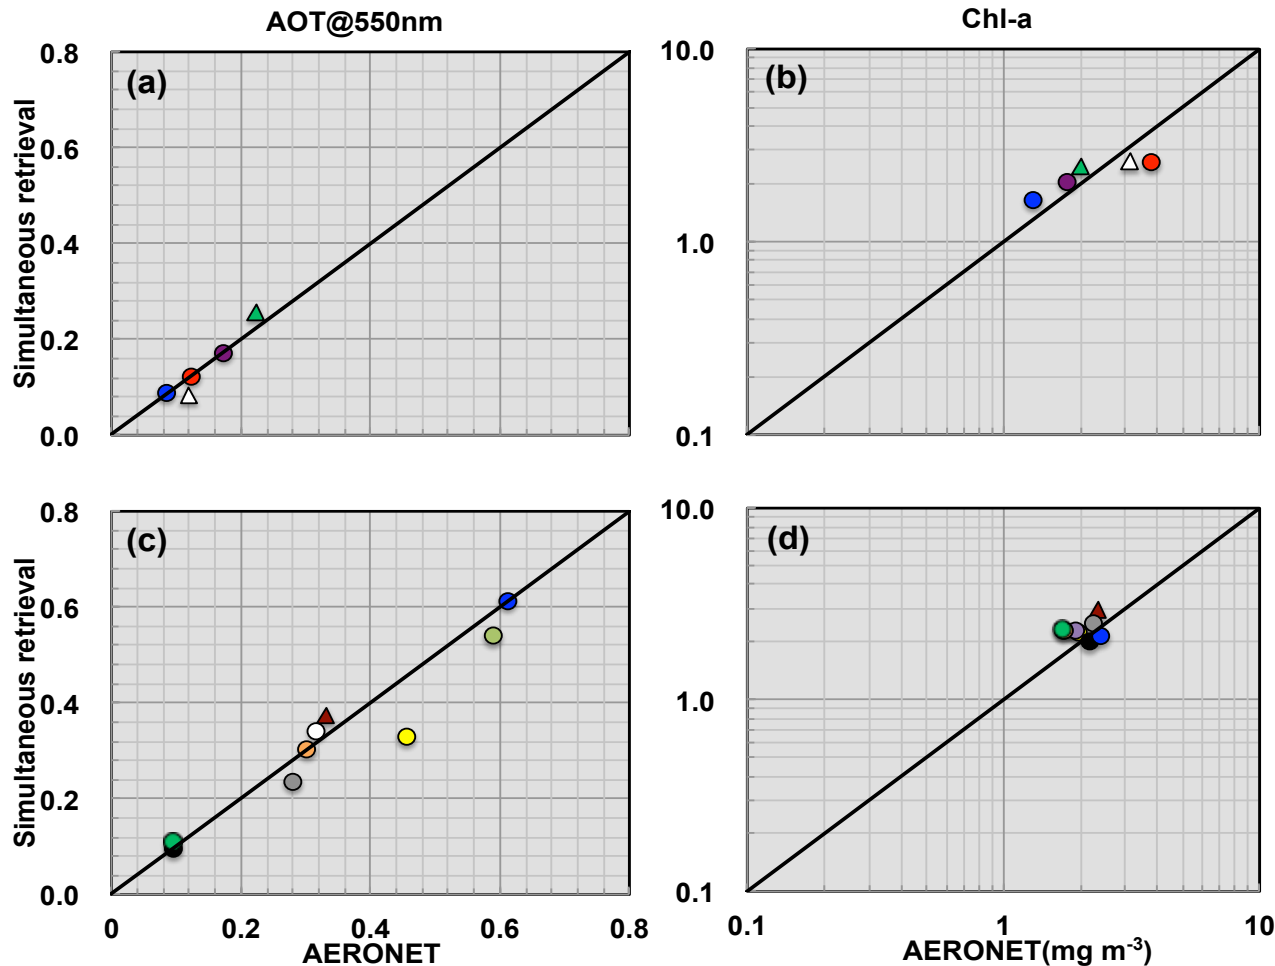 AOT@550nm
Chl-a
(a)
0.8
0.6
0.4
0.2
0.0
Simultaneous retrieval
(b)
10.0
1.0
0.1
(c)
0.8
0.6
0.4
0.2
0.0
Simultaneous retrieval
0 0.2 0.4 0.6 0.8
AERONET
(d)
10.0
1.0
0.1
0.1 1 10
AERONET(mg m⁻³)